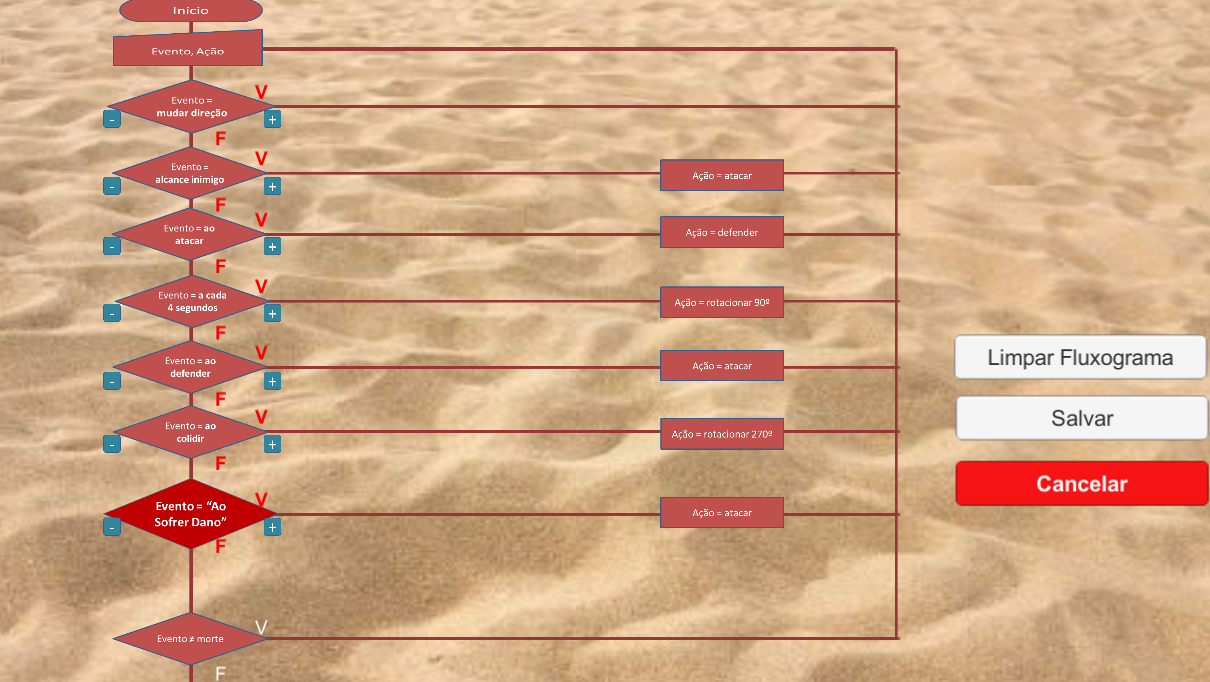 Inicio
Evento, Ação
Evento =
mudar direção
V
-
+
F
Evento =
alcance inimigo
V
-
+
Ação = atacar
F
Evento = ao
atacar
V
-
+
Ação = defender
F
Evento = a cada
4 segundos
V
-
+
Ação = rotacionar 90º
F
Evento = ao
defender
V
-
+
Ação = atacar
F
Evento = ao
colidir
V
-
+
Ação = rotacionar 270º
F
Evento = “Ao
Sofrer Dano”
V
-
+
Ação = atacar
F
Evento ≠ morte
V
F
Limpar Fluxograma
Salvar
Cancelar